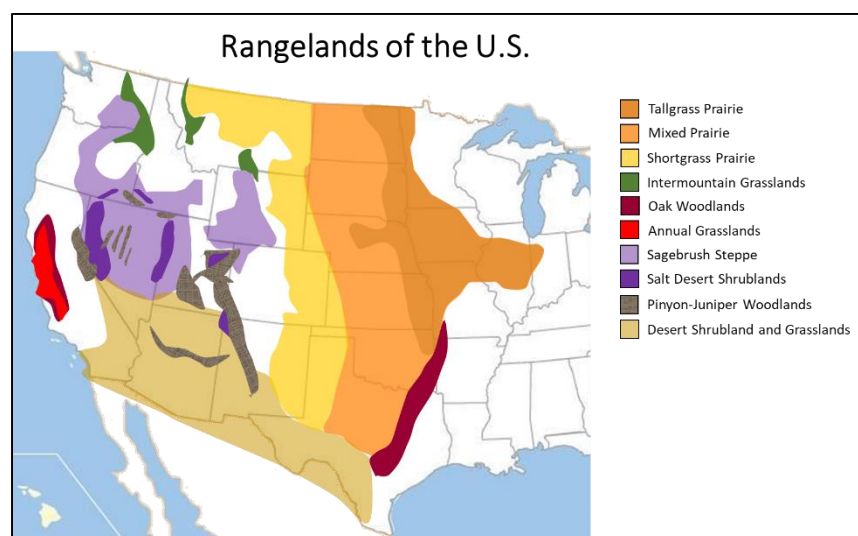 Rangelands of the U.S.
Tallgrass Prairie
Mixed Prairie
Shortgrass Prairie
Intermountain Grasslands
Oak Woodlands
Annual Grasslands
Sagebrush Steppe
Salt Desert Shrublands
Pinyon-Juniper Woodlands
Desert Shrubland and Grasslands